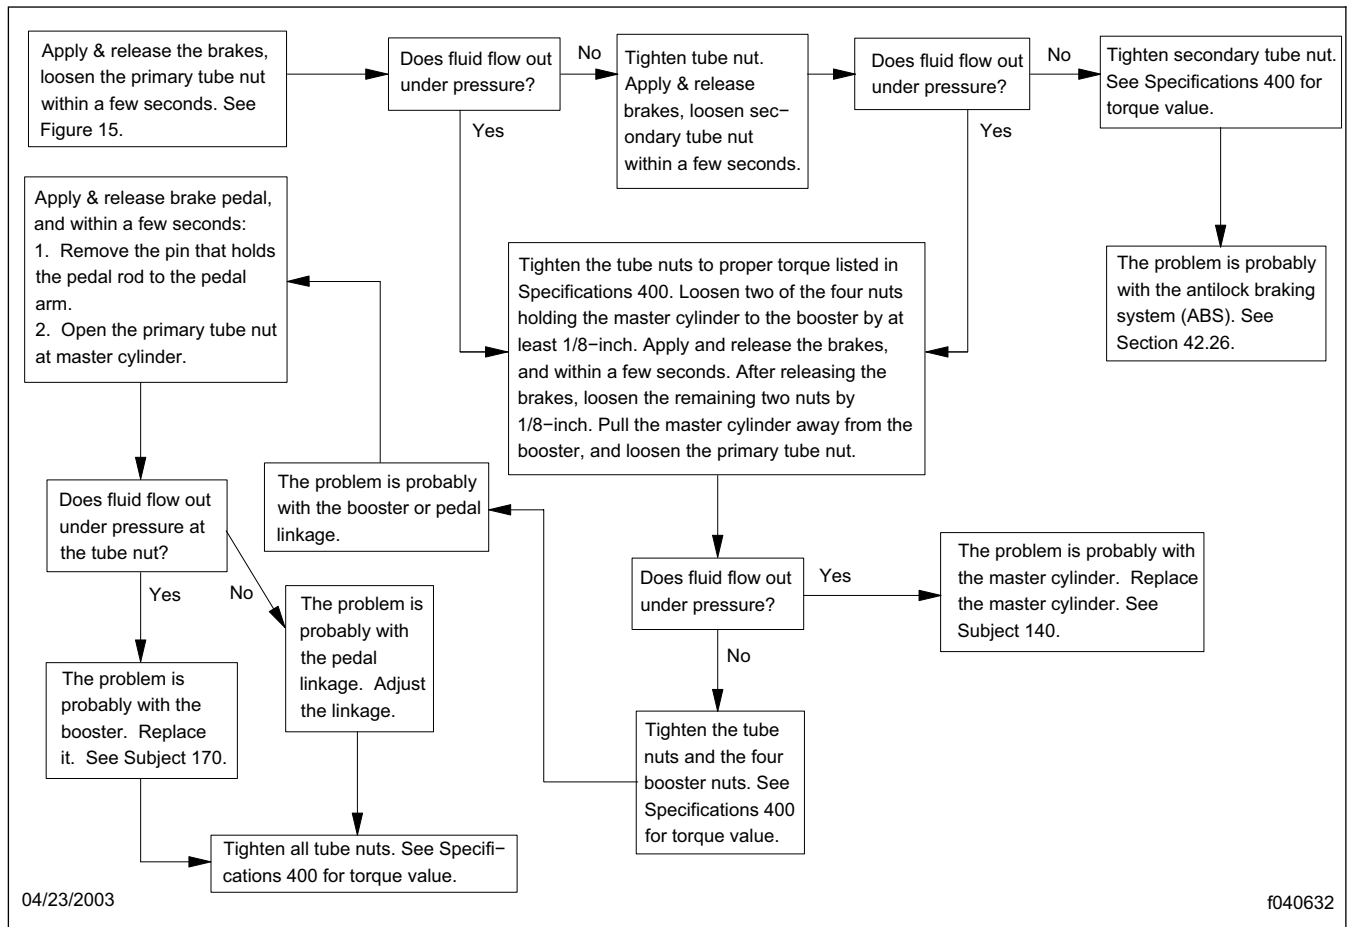 Apply & release the brakes,
loosen the primary tube nut
within a few seconds. See
Figure 15.
Does fluid flow out
under pressure?
No
Yes
Tighten tube nut.
Apply & release
brakes, loosen sec−
ondary tube nut
within a few seconds.
Does fluid flow out
under pressure?
No
Yes
Tighten secondary tube nut.
See Specifications 400 for
torque value.
The problem is probably
with the antilock braking
system (ABS). See
Section 42.26.
Tighten the tube nuts to proper torque listed in
Specifications 400. Loosen two of the four nuts
holding the master cylinder to the booster by at
least 1/8−inch. Apply and release the brakes,
and within a few seconds. After releasing the
brakes, loosen the remaining two nuts by
1/8−inch. Pull the master cylinder away from the
booster, and loosen the primary tube nut.
Does fluid flow out
under pressure?
Yes
The problem is probably with
the master cylinder. Replace
the master cylinder. See
Subject 140.
No
Tighten the tube
nuts and the four
booster nuts. See
Specifications 400
for torque value.
The problem is probably
with the booster or pedal
linkage.
Apply & release brake pedal,
and within a few seconds:
1. Remove the pin that holds
the pedal rod to the pedal
arm.
2. Open the primary tube nut
at master cylinder.
Does fluid flow out
under pressure at
the tube nut?
Yes
No
The problem is
probably with the
booster. Replace
it. See Subject 170.
The problem is
probably with
the pedal
linkage. Adjust
the linkage.
Tighten all tube nuts. See Specifi−
cations 400 for torque value.
04/23/2003
f040632